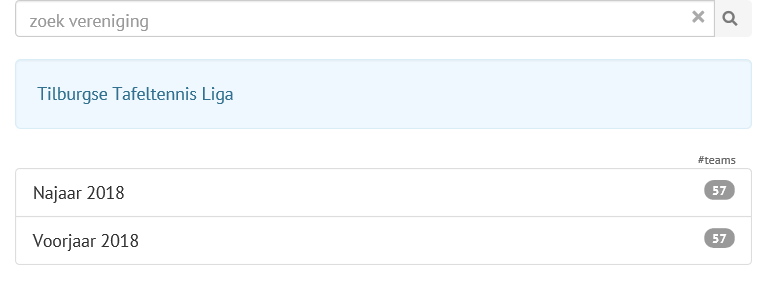 zoek vereniging
Tilburgse Tafeltennis Liga
#teams
Najaar 2018 57
Voorjaar 2018 57